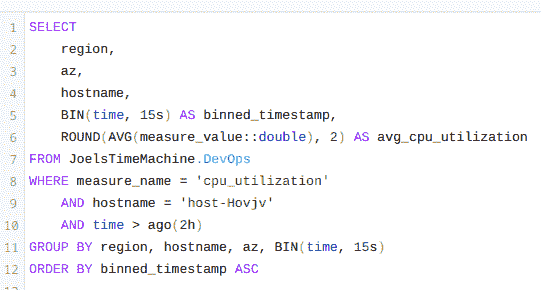 1 SELECT
2 region,
3 az,
4 hostname,
5 BIN(time, 15s) AS binned_timestamp,
6 ROUND(AVG(measure_value::double), 2) AS avg_cpu_utilization
7 FROM JoelsTimeMachine.DevOps
8 WHERE measure_name = 'cpu_utilization'
9 AND hostname = 'host-Hovjv'
10 AND time > ago(2h)
11 GROUP BY region, hostname, az, BIN(time, 15s)
12 ORDER BY binned_timestamp ASC